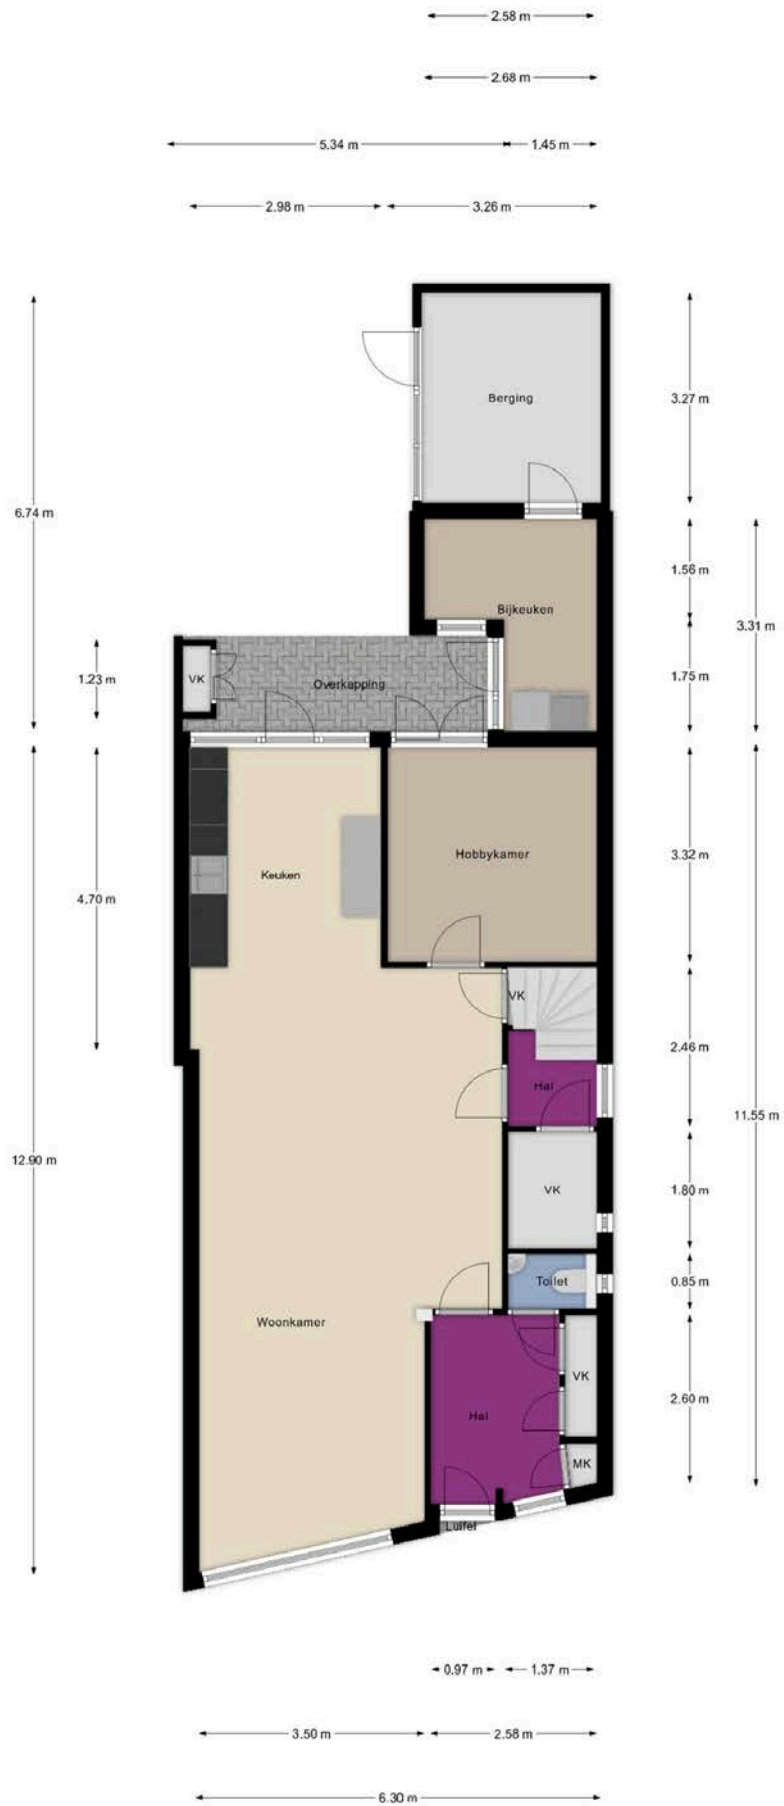 2.58 m
2.68 m
5.34 m
1.45 m
2.98 m
3.26 m
Berging
3.27 m
6.74 m
1.56 m
Bijkeuken
3.31 m
1.75 m
VK
Overkapping
1.23 m
Hobbykamer
3.32 m
Keuken
4.70 m
VK
2.46 m
Hal
11.55 m
12.90 m
VK
1.80 m
Toilet
0.85 m
Woonkamer
VK
2.60 m
Hal
MK
Luifel
0.97 m
1.37 m
3.50 m
2.58 m
6.30 m